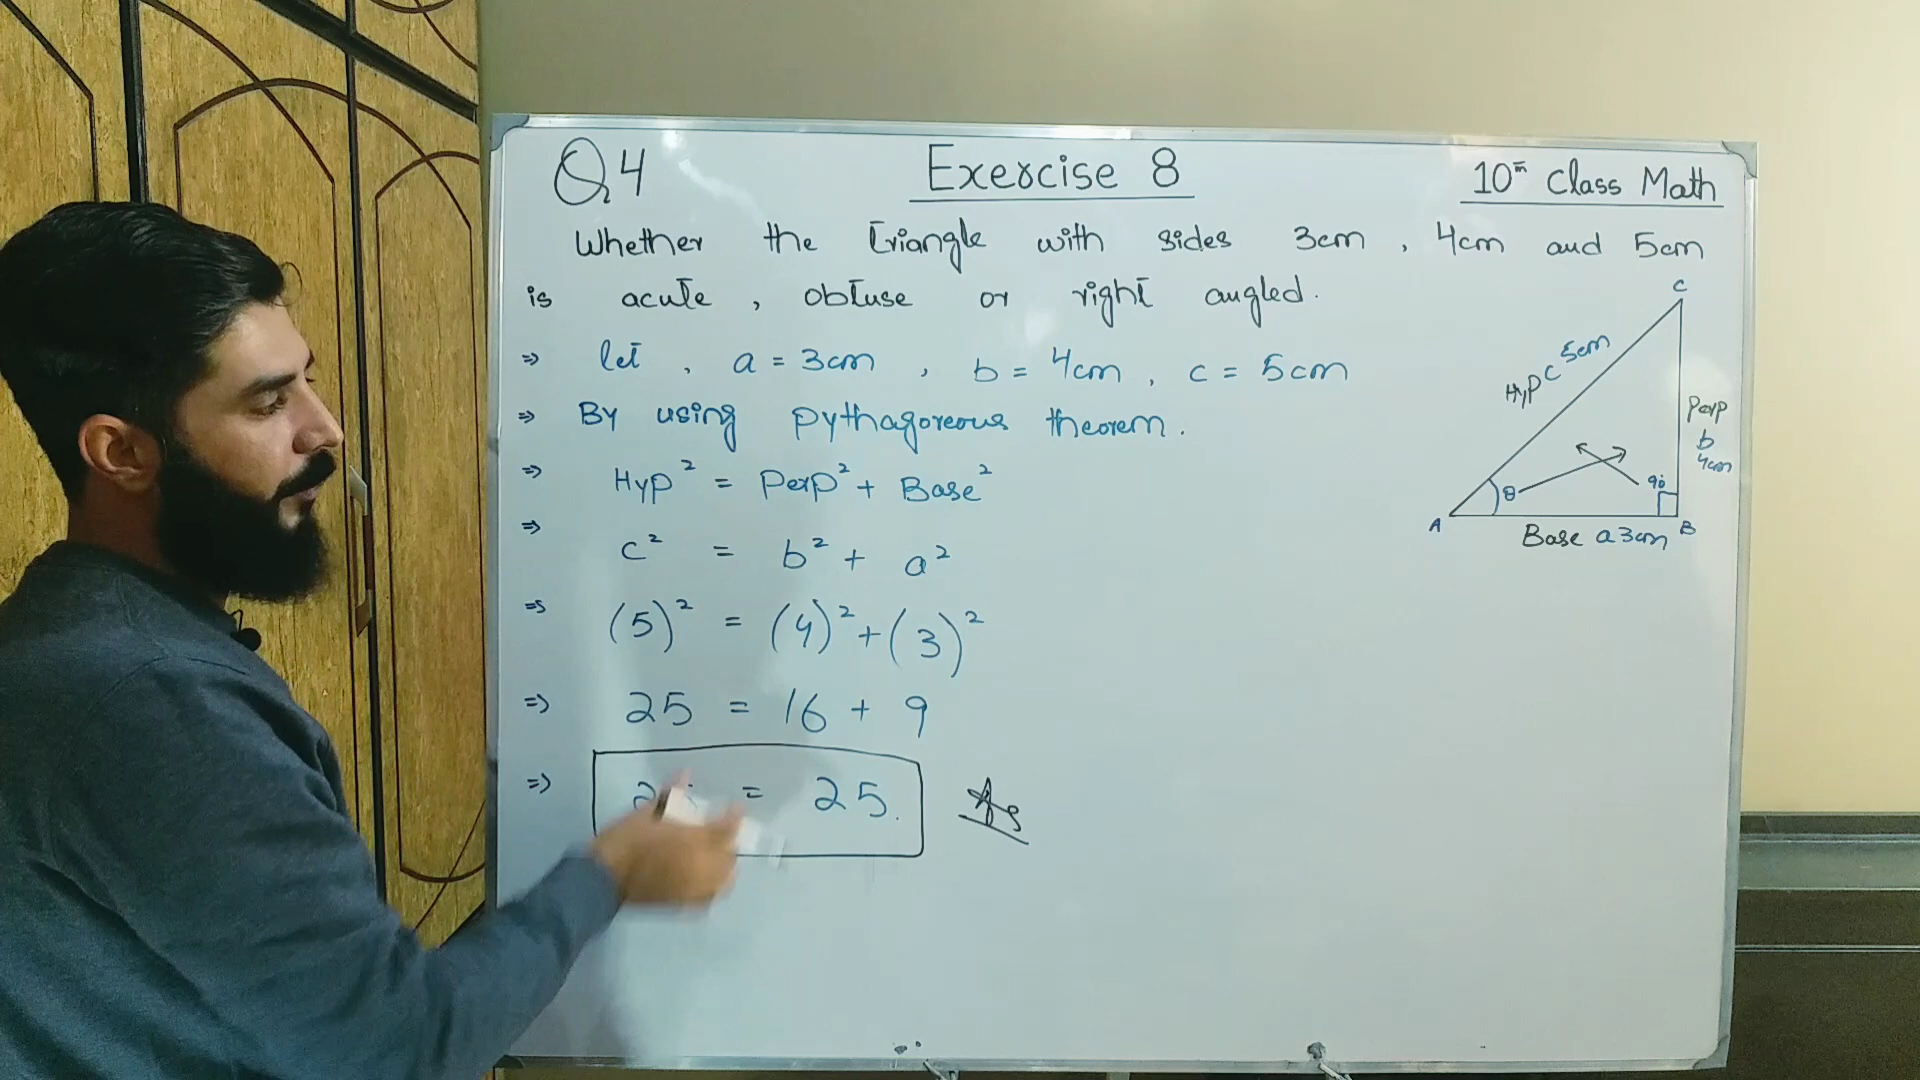 Q4
Exercise 8
10th Class Math
Whether the triangle with sides 3cm , 4cm and 5cm
is acute , obtuse or right angled.
⇒ let , a = 3cm , b = 4cm , c = 5cm
⇒ By using pythagoreous theorem.
⇒ Hyp² = Perp² + Base²
⇒ c² = b² + a²
⇒ (5)² = (4)² + (3)²
⇒ 25 = 16 + 9
⇒ = 25.
C
Hyp c 5cm
Perp
b
4cm
θ
90°
A
B
Base a 3cm